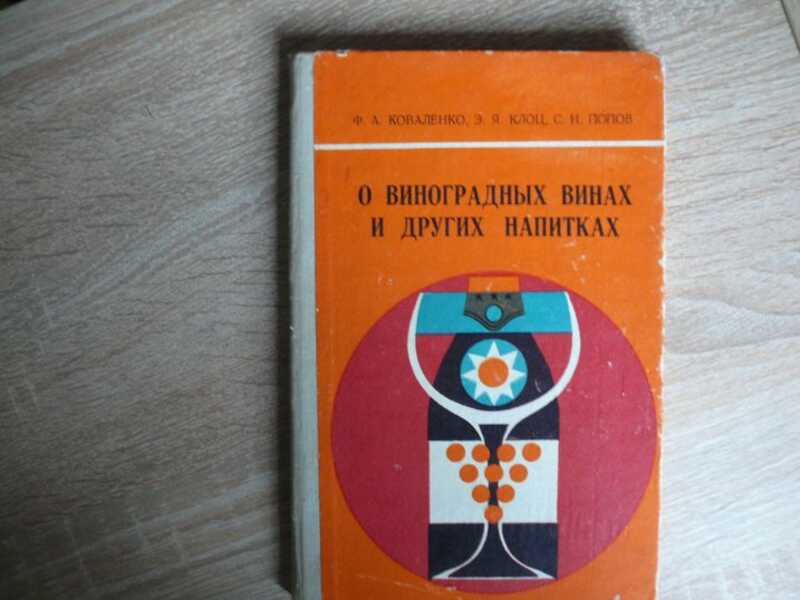 Ф. А. КОВАЛЕНКО, Э. Я. КЛОЦ, С. Н. ПОПОВ
О ВИНОГРАДНЫХ ВИНАХ
И ДРУГИХ НАПИТКАХ